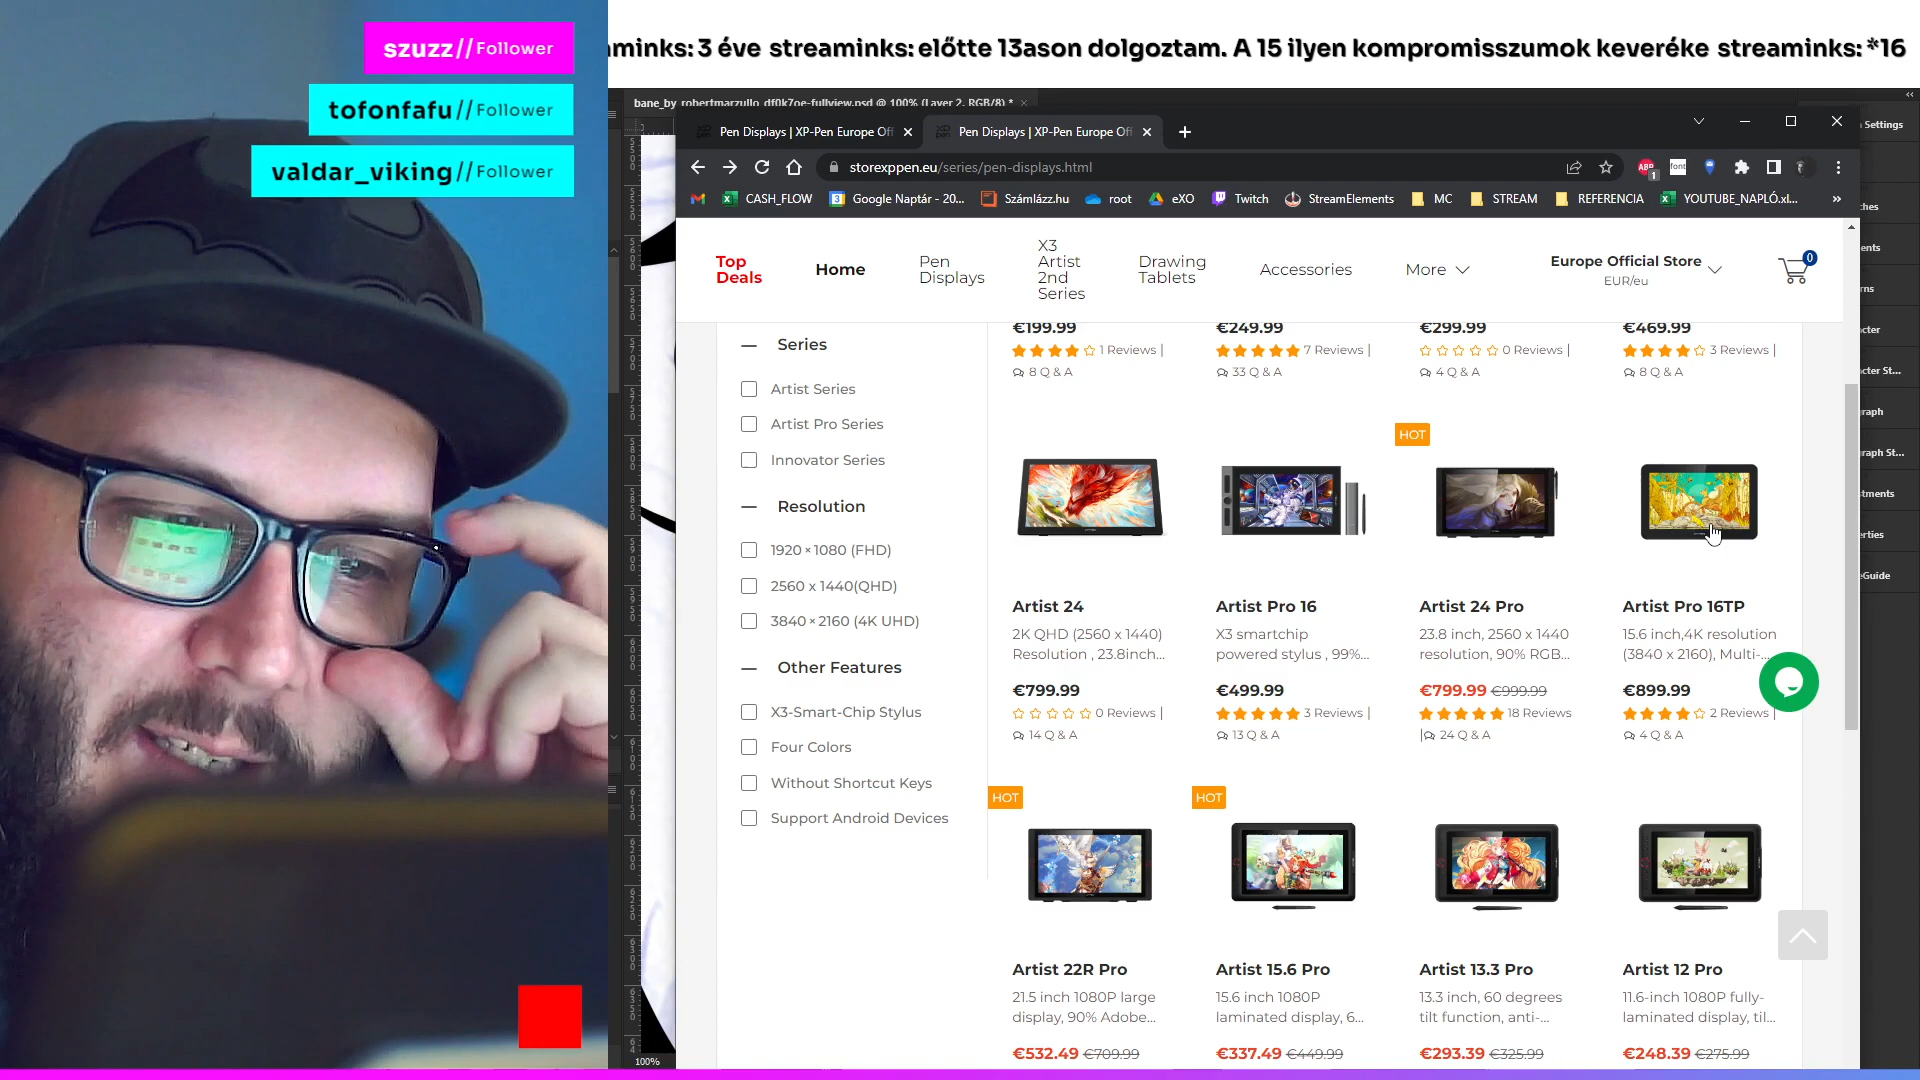 szuzz//Follower
tofonfafu//Follower
valdar_viking//Follower
minks: 3 éve streaminks: előtte 13ason dolgoztam. A 15 ilyen kompromisszumok keveréke streaminks: *16
bane_by_robertmarzullo_df0k7oe-fullview.psd @ 100% (Layer 2, RGB/8) *
Pen Displays | XP-Pen Europe Off
Pen Displays | XP-Pen Europe Off
storexppen.eu/series/pen-displays.html
CASH_FLOW
Google Naptár - 20...
Számlázz.hu
root
eXO
Twitch
StreamElements
MC
STREAM
REFERENCIA
YOUTUBE_NAPLÓ.xl...
Top Deals
Home
Pen Displays
X3 Artist 2nd Series
Drawing Tablets
Accessories
More
Europe Official Store
EUR/eu
0
Series
Artist Series
Artist Pro Series
Innovator Series
Resolution
1920×1080 (FHD)
2560 x 1440(QHD)
3840×2160 (4K UHD)
Other Features
X3-Smart-Chip Stylus
Four Colors
Without Shortcut Keys
Support Android Devices
€199.99
1 Reviews |
8 Q & A
€249.99
7 Reviews |
33 Q & A
€299.99
0 Reviews |
4 Q & A
€469.99
3 Reviews |
8 Q & A
Artist 24
2K QHD (2560 x 1440)
Resolution , 23.8inch...
€799.99
0 Reviews |
14 Q & A
Artist Pro 16
X3 smartchip
powered stylus , 99%...
€499.99
3 Reviews |
13 Q & A
HOT
Artist 24 Pro
23.8 inch, 2560 x 1440
resolution, 90% RGB...
€799.99 €999.99
18 Reviews
| 24 Q & A
Artist Pro 16TP
15.6 inch,4K resolution
(3840 x 2160), Multi-...
€899.99
2 Reviews |
4 Q & A
HOT
Artist 22R Pro
21.5 inch 1080P large
display, 90% Adobe...
€532.49 €709.99
HOT
Artist 15.6 Pro
15.6 inch 1080P
laminated display, 6...
€337.49 €449.99
Artist 13.3 Pro
13.3 inch, 60 degrees
tilt function, anti-...
€293.39 €325.99
Artist 12 Pro
11.6-inch 1080P fully-
laminated display, til...
€248.39 €275.99
Settings
100%